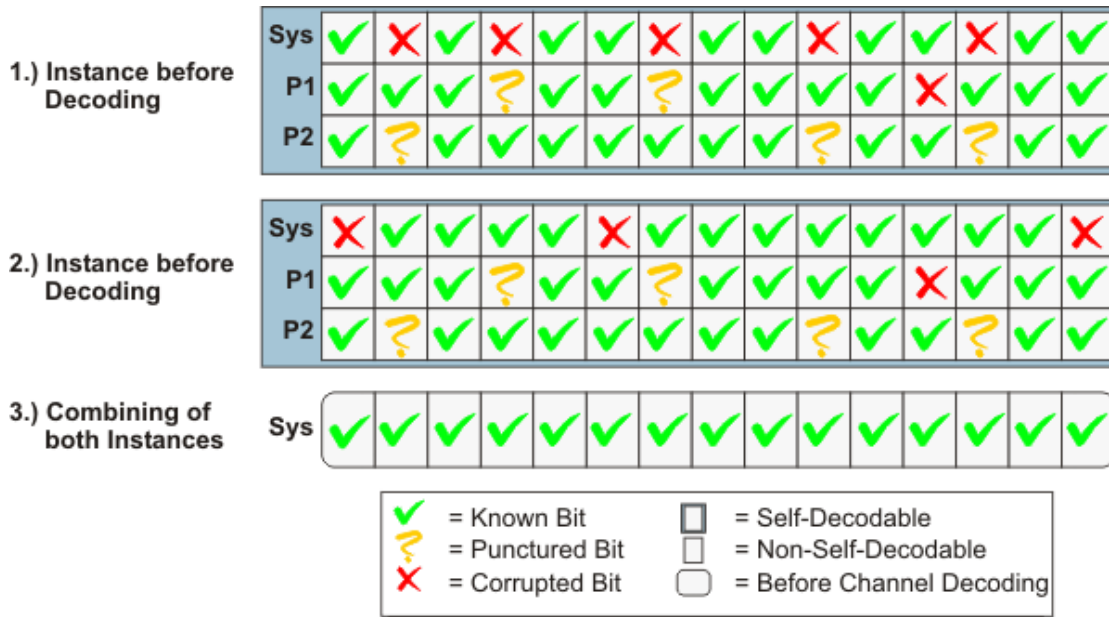 Sys
1.) Instance before
Decoding
P1
P2
Sys
2.) Instance before
Decoding
P1
P2
3.) Combining of
both Instances
Sys
= Known Bit
= Self-Decodable
= Punctured Bit
= Non-Self-Decodable
= Corrupted Bit
= Before Channel Decoding